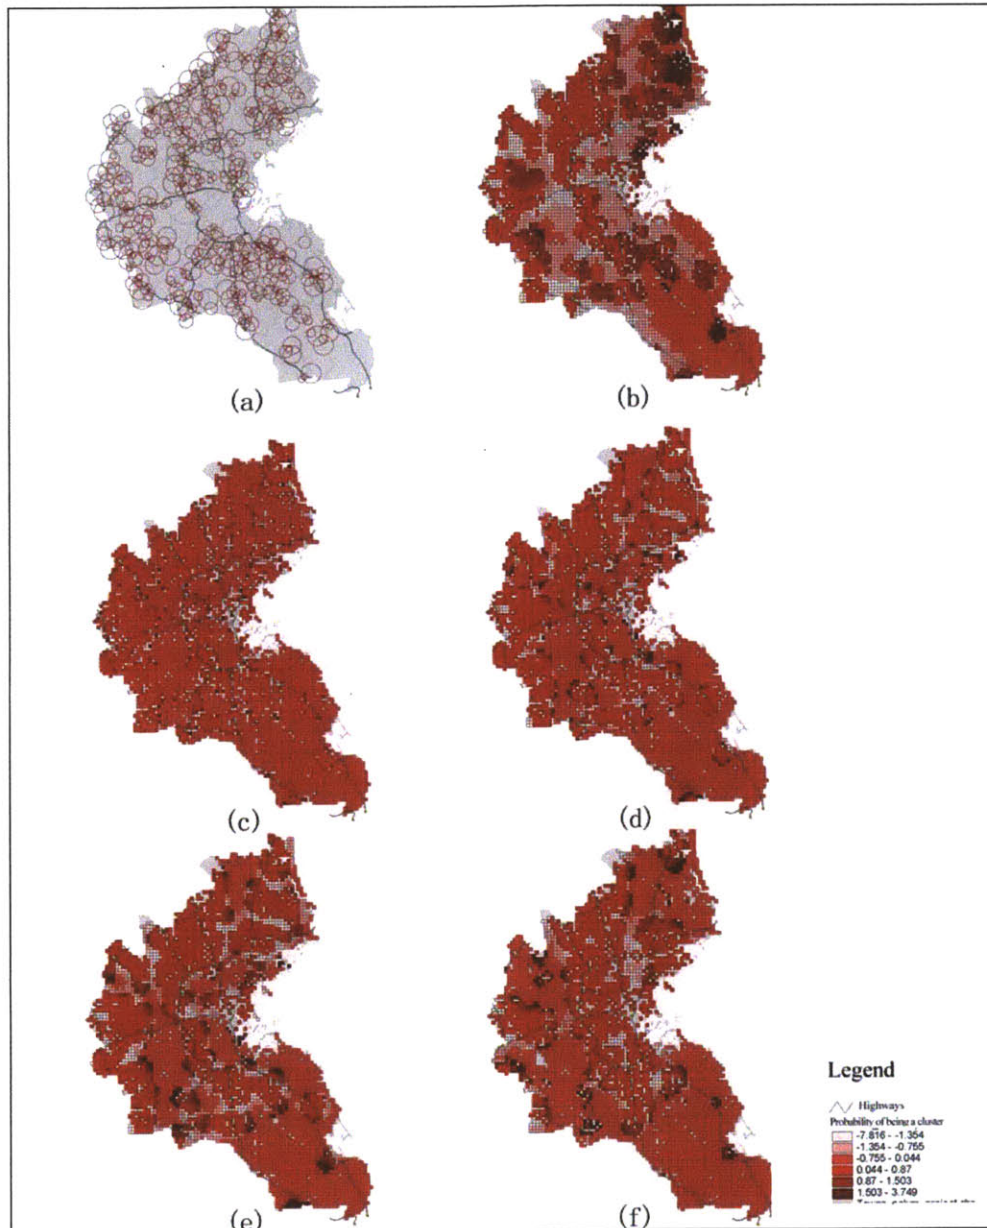 (a)
(b)
(c)
(d)
(e)
(f)
Legend
Highways
Probability of being a cluster
-7.816 - -1.354
-1.354 - -0.755
-0.755 - 0.044
0.044 - 0.87
0.87 - 1.503
1.503 - 3.749